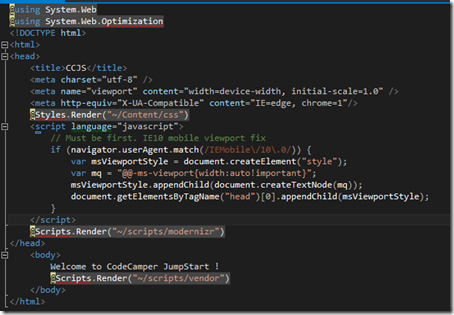 @using System.Web
@using System.Web.Optimization
<!DOCTYPE html>
<html>
<head>
<title>CCJS</title>
<meta charset="utf-8" />
<meta name="viewport" content="width=device-width, initial-scale=1.0" />
<meta http-equiv="X-UA-Compatible" content="IE=edge, chrome=1"/>
@Styles.Render("~/Content/css")
<script language="javascript">
// Must be first. IE10 mobile viewport fix
if (navigator.userAgent.match(/IEMobile\/10\.0/)) {
var msViewportStyle = document.createElement("style");
var mq = "@@-ms-viewport{width:auto!important}";
msViewportStyle.appendChild(document.createTextNode(mq));
document.getElementsByTagName("head")[0].appendChild(msViewportStyle);
}
</script>
@Scripts.Render("~/scripts/modernizr")
</head>
<body>
Welcome to CodeCamper JumpStart !
@Scripts.Render("~/scripts/vendor")
</body>
</html>